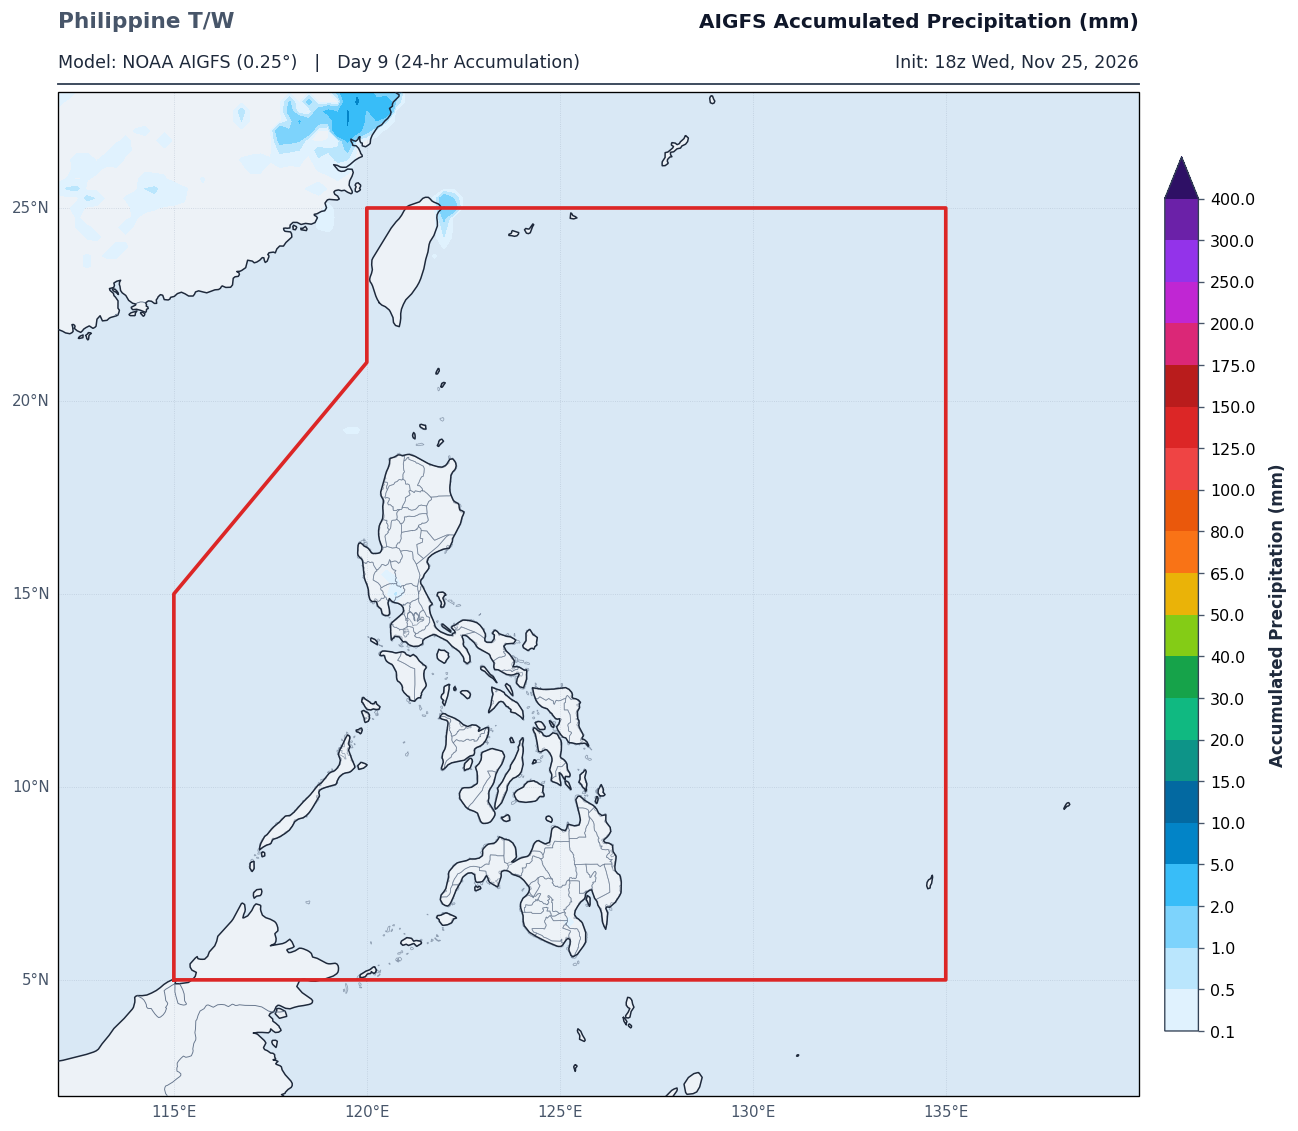 Philippine T/W
AIGFS Accumulated Precipitation (mm)
Model: NOAA AIGFS (0.25°)   |   Day 9 (24-hr Accumulation)
Init: 18z Wed, Nov 25, 2026
25°N
20°N
15°N
10°N
5°N
115°E
120°E
125°E
130°E
135°E
400.0
300.0
250.0
200.0
175.0
150.0
125.0
100.0
80.0
65.0
50.0
40.0
30.0
20.0
15.0
10.0
5.0
2.0
1.0
0.5
0.1
Accumulated Precipitation (mm)